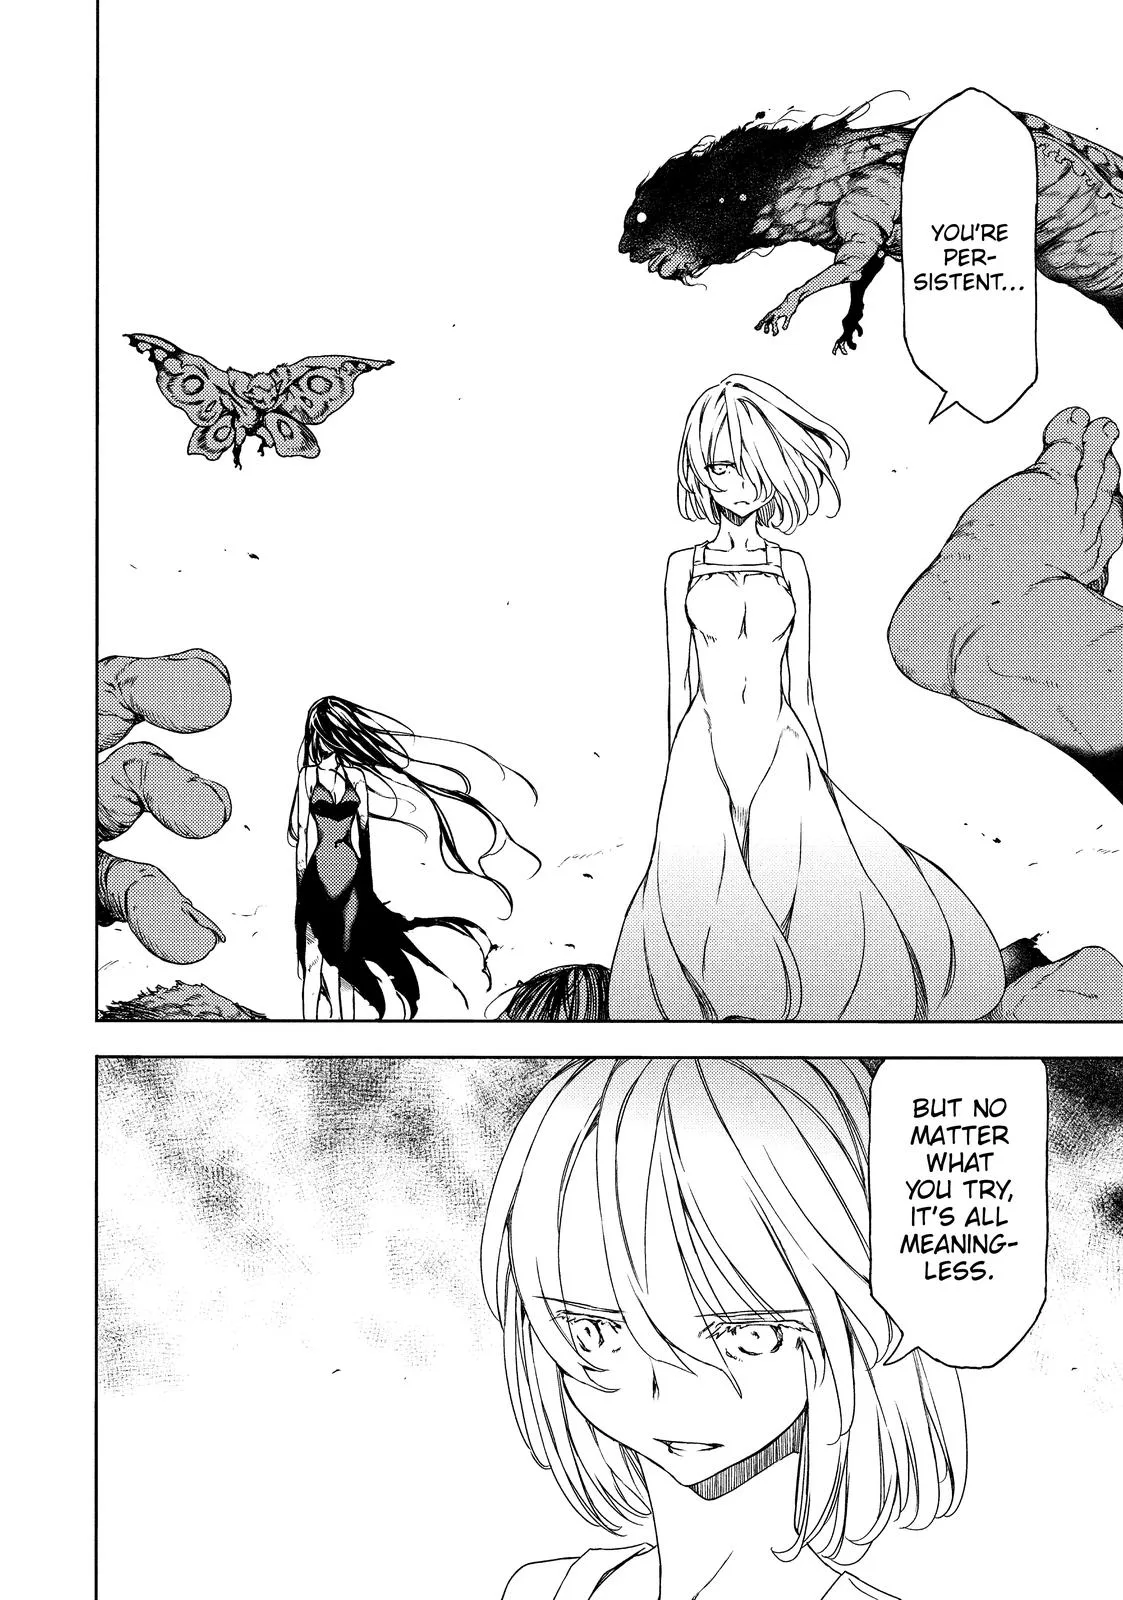 YOU'RE
PER-
SISTENT...
BUT NO
MATTER
WHAT
YOU TRY,
IT'S ALL
MEANING-
LESS.